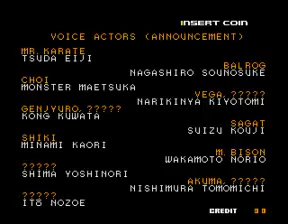 INSERT COIN
VOICE ACTORS (ANNOUNCEMENT)
MR. KARATE
TSUDA EIJI
BALROG
NAGASHIRO SOUNOSUKE
CHOI
MONSTER MAETSUKA
VEGA, ?????
NARIKINYA KIYOTOMI
GENJYURO, ?????
KONG KUWATA
SAGAT
SUIZU KOUJI
SHIKI
MINAMI KAORI
M. BISON
WAKAMOTO NORIO
?????
SHIMA YOSHINORI
AKUMA, ?????
NISHIMURA TOMOMICHI
?????
ITO NOZOE
CREDIT 30